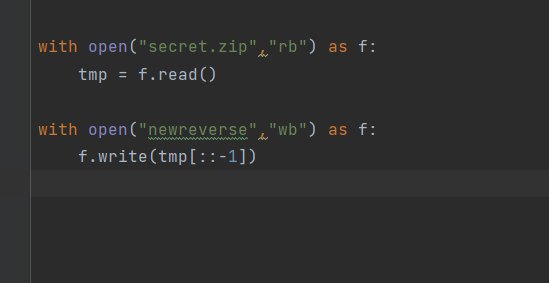 with open("secret.zip","rb") as f:
    tmp = f.read()
with open("newreverse","wb") as f:
    f.write(tmp[::-1])